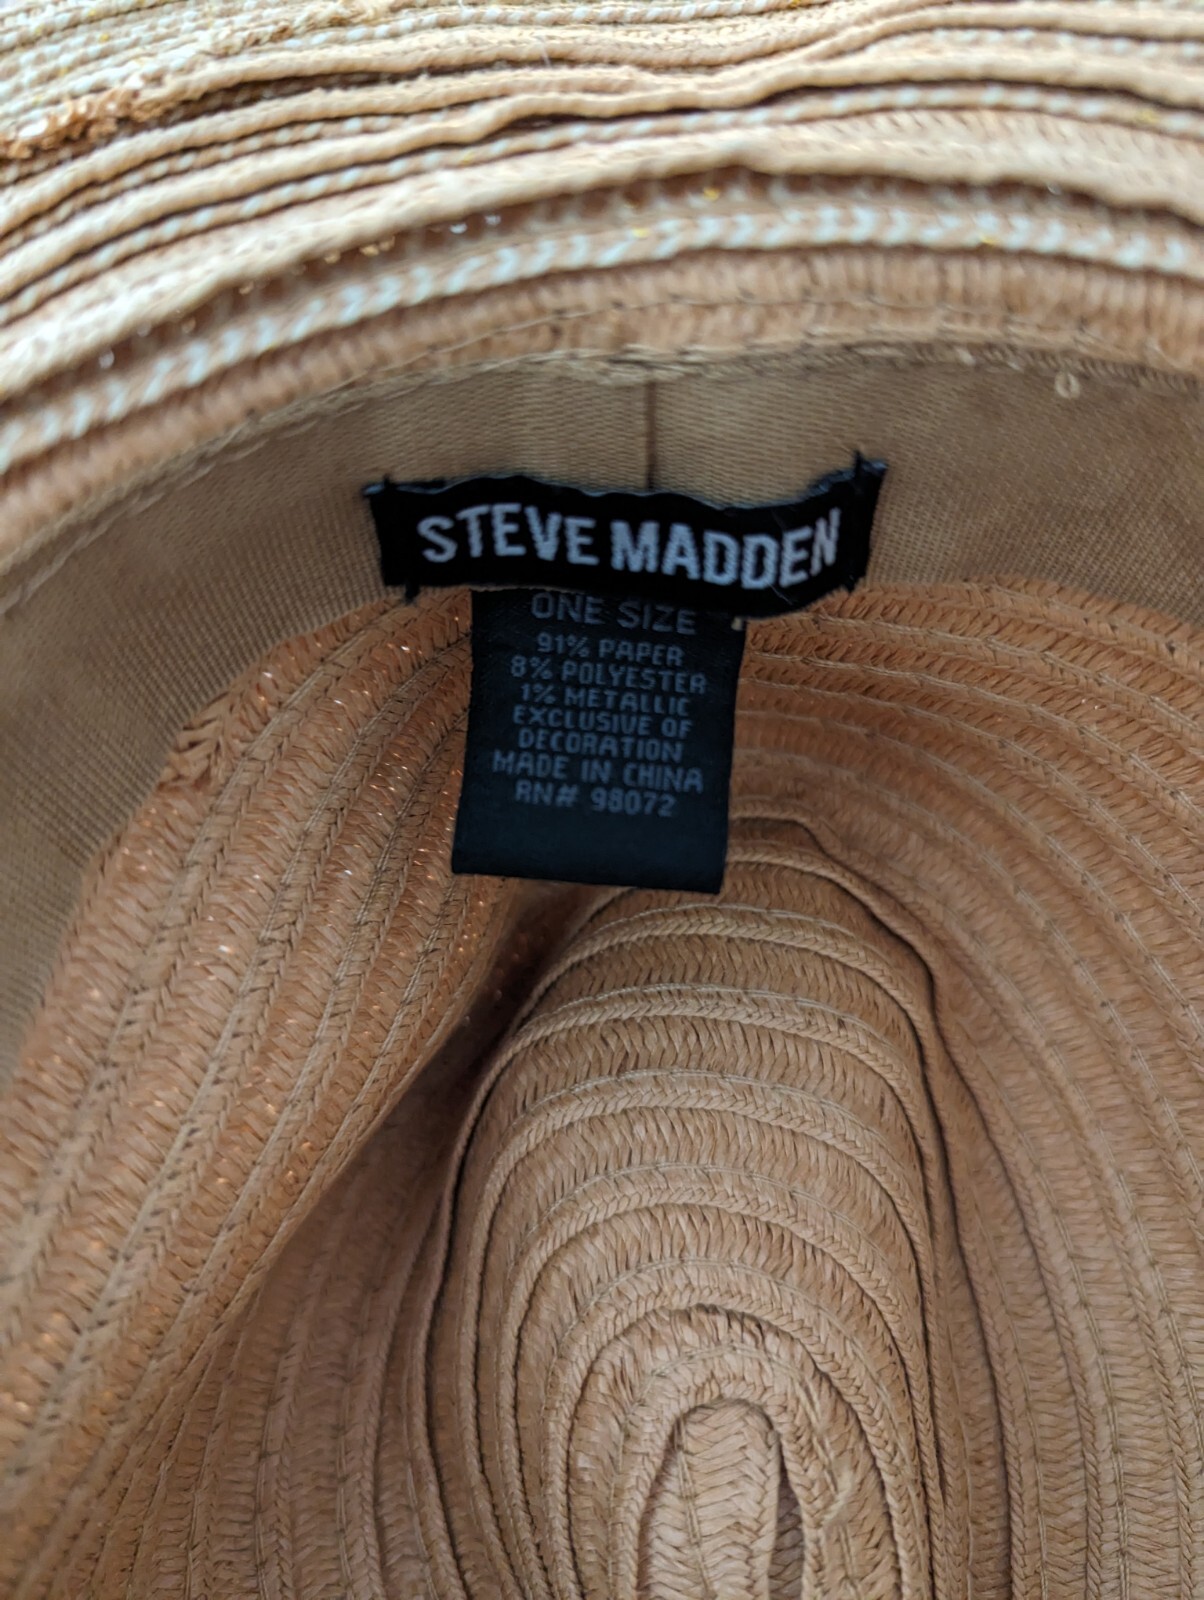 STEVE MADDEN
ONE SIZE
91% PAPER
8% POLYESTER
1% METALLIC
EXCLUSIVE OF
DECORATION
MADE IN CHINA
RN# 98072